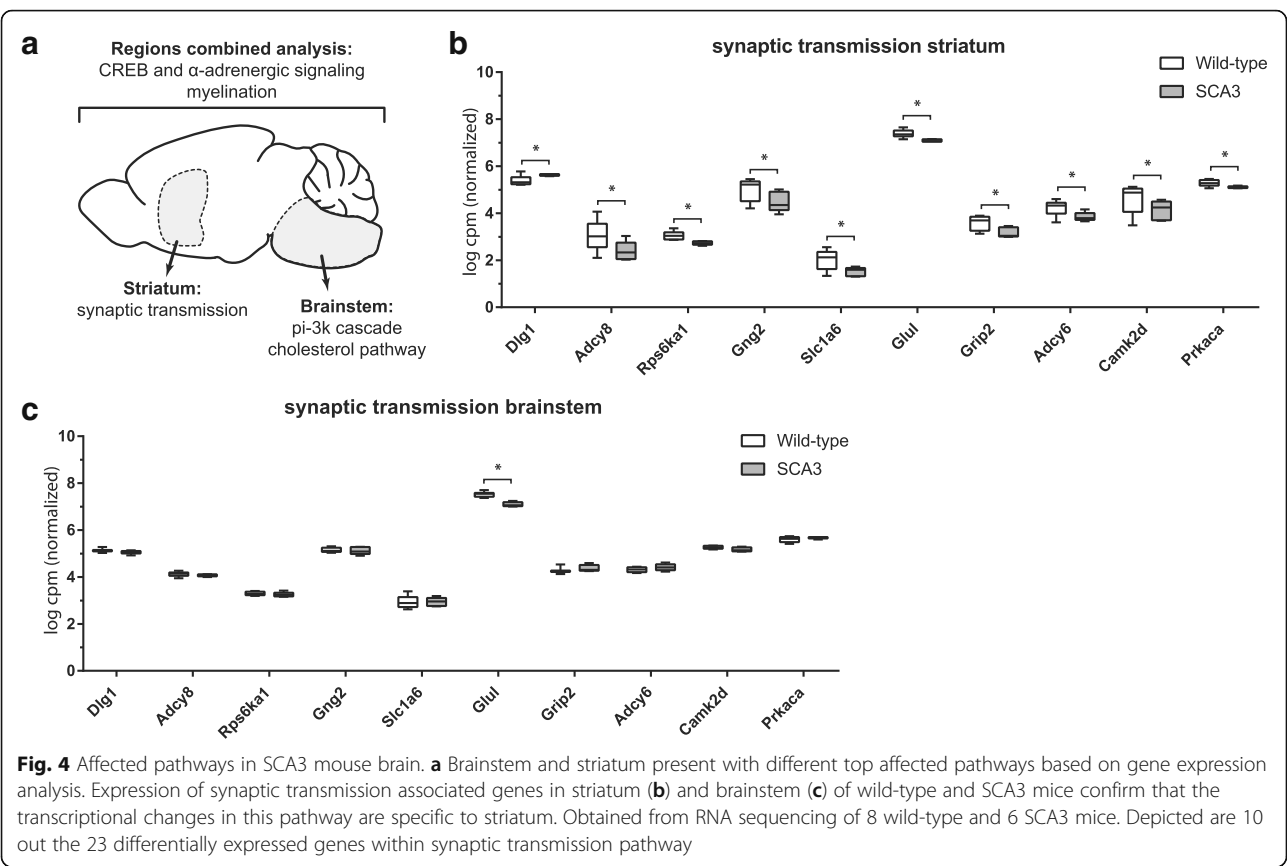 a
Regions combined analysis:
CREB and α-adrenergic signaling
myelination
Striatum:
synaptic transmission
Brainstem:
pi-3k cascade
cholesterol pathway
b
synaptic transmission striatum
Wild-type
SCA3
log cpm (normalized)
10
8
6
4
2
0
* * * * * * * * * *
Dlg1 Adcy8 Rps6ka1 Gng2 Slc1a6 Glul Grip2 Adcy6 Camk2d Prkaca
c
synaptic transmission brainstem
Wild-type
SCA3
log cpm (normalized)
10
8
6
4
2
0
*
Dlg1 Adcy8 Rps6ka1 Gng2 Slc1a6 Glul Grip2 Adcy6 Camk2d Prkaca
Fig. 4 Affected pathways in SCA3 mouse brain. a Brainstem and striatum present with different top affected pathways based on gene expression
analysis. Expression of synaptic transmission associated genes in striatum (b) and brainstem (c) of wild-type and SCA3 mice confirm that the
transcriptional changes in this pathway are specific to striatum. Obtained from RNA sequencing of 8 wild-type and 6 SCA3 mice. Depicted are 10
out the 23 differentially expressed genes within synaptic transmission pathway